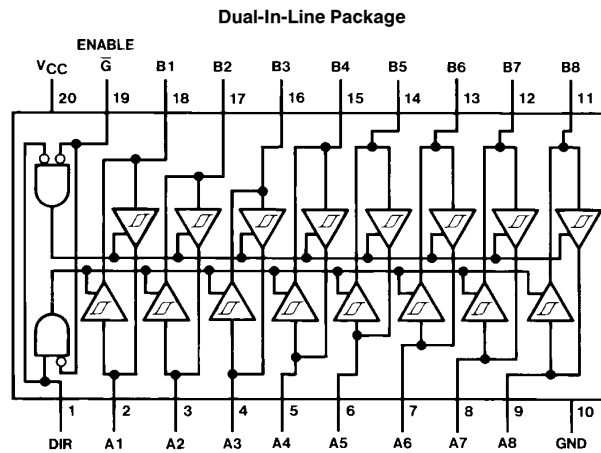 Dual-In-Line Package
ENABLE
VCC G B1 B2 B3 B4 B5 B6 B7 B8
20 19 18 17 16 15 14 13 12 11
1 2 3 4 5 6 7 8 9 10
DIR A1 A2 A3 A4 A5 A6 A7 A8 GND